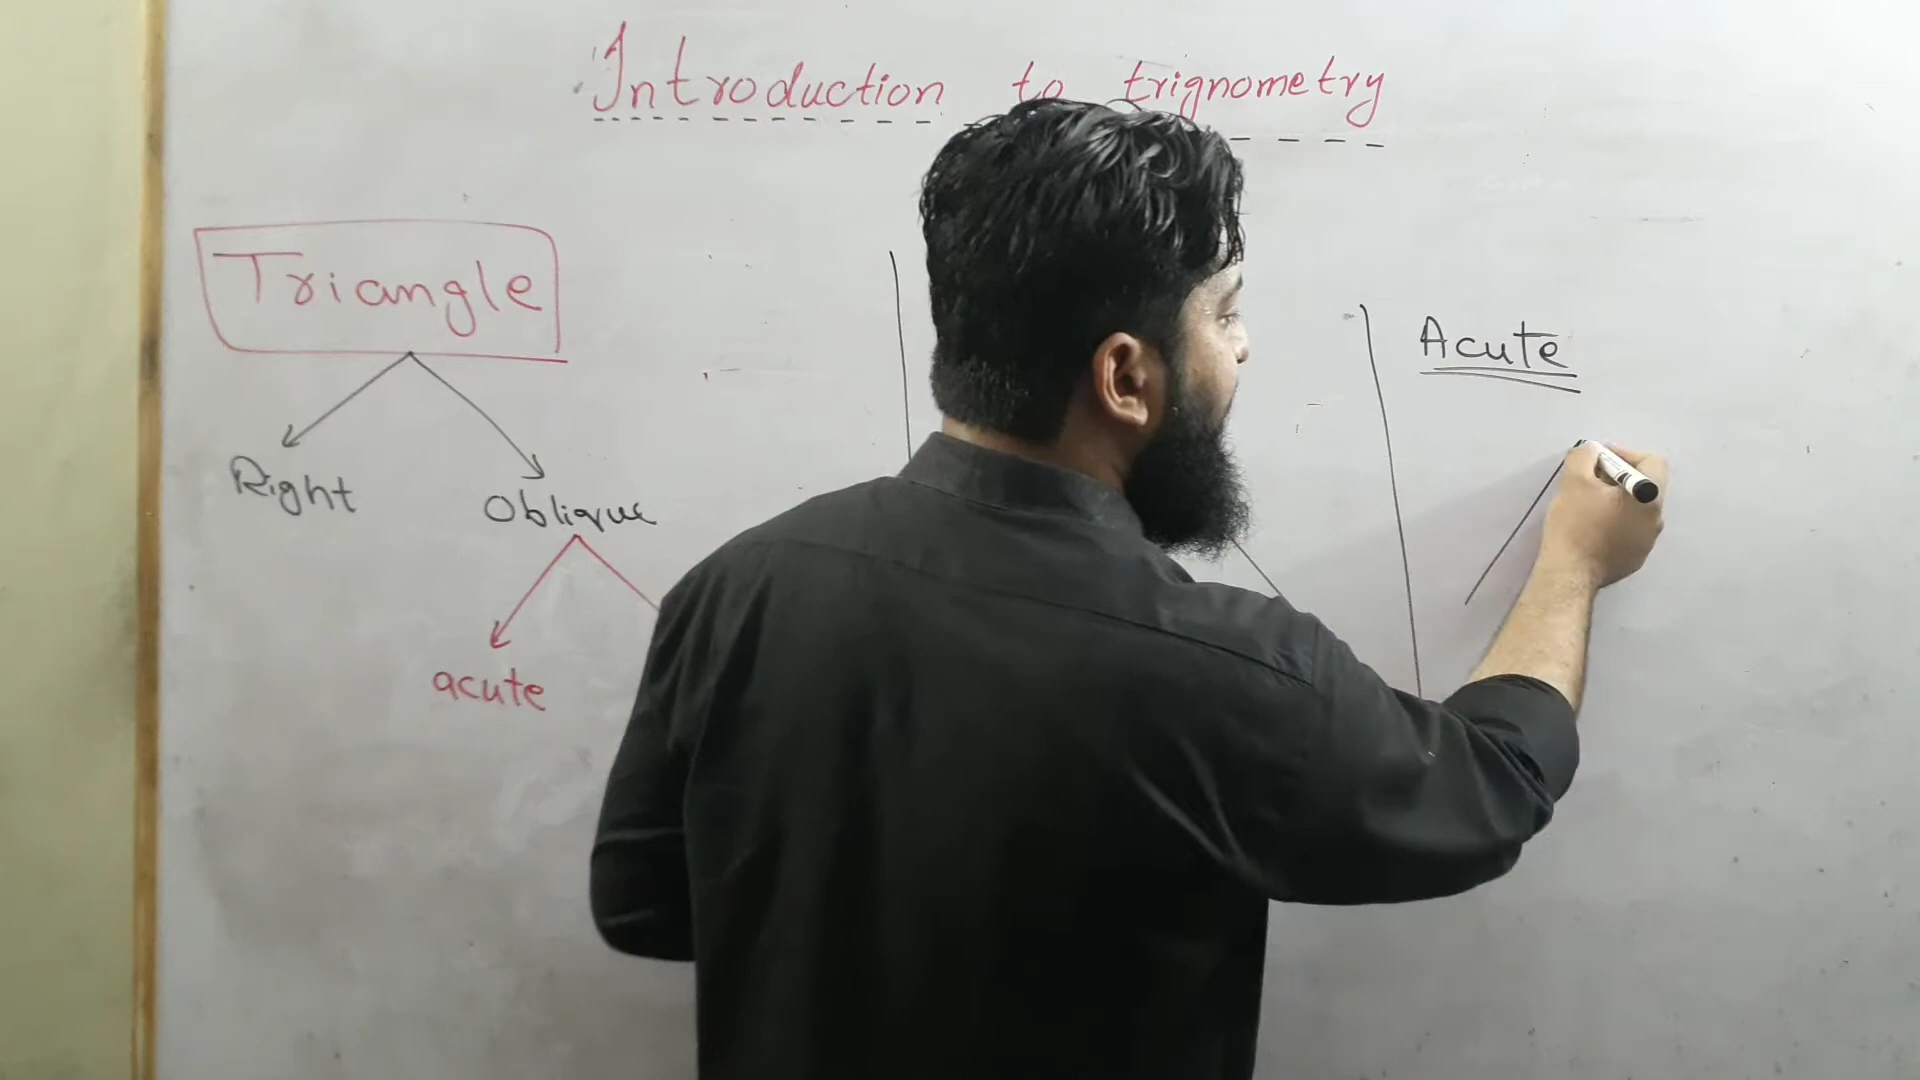 Introduction to trignometry
Triangle
Right
Oblique
acute
Acute